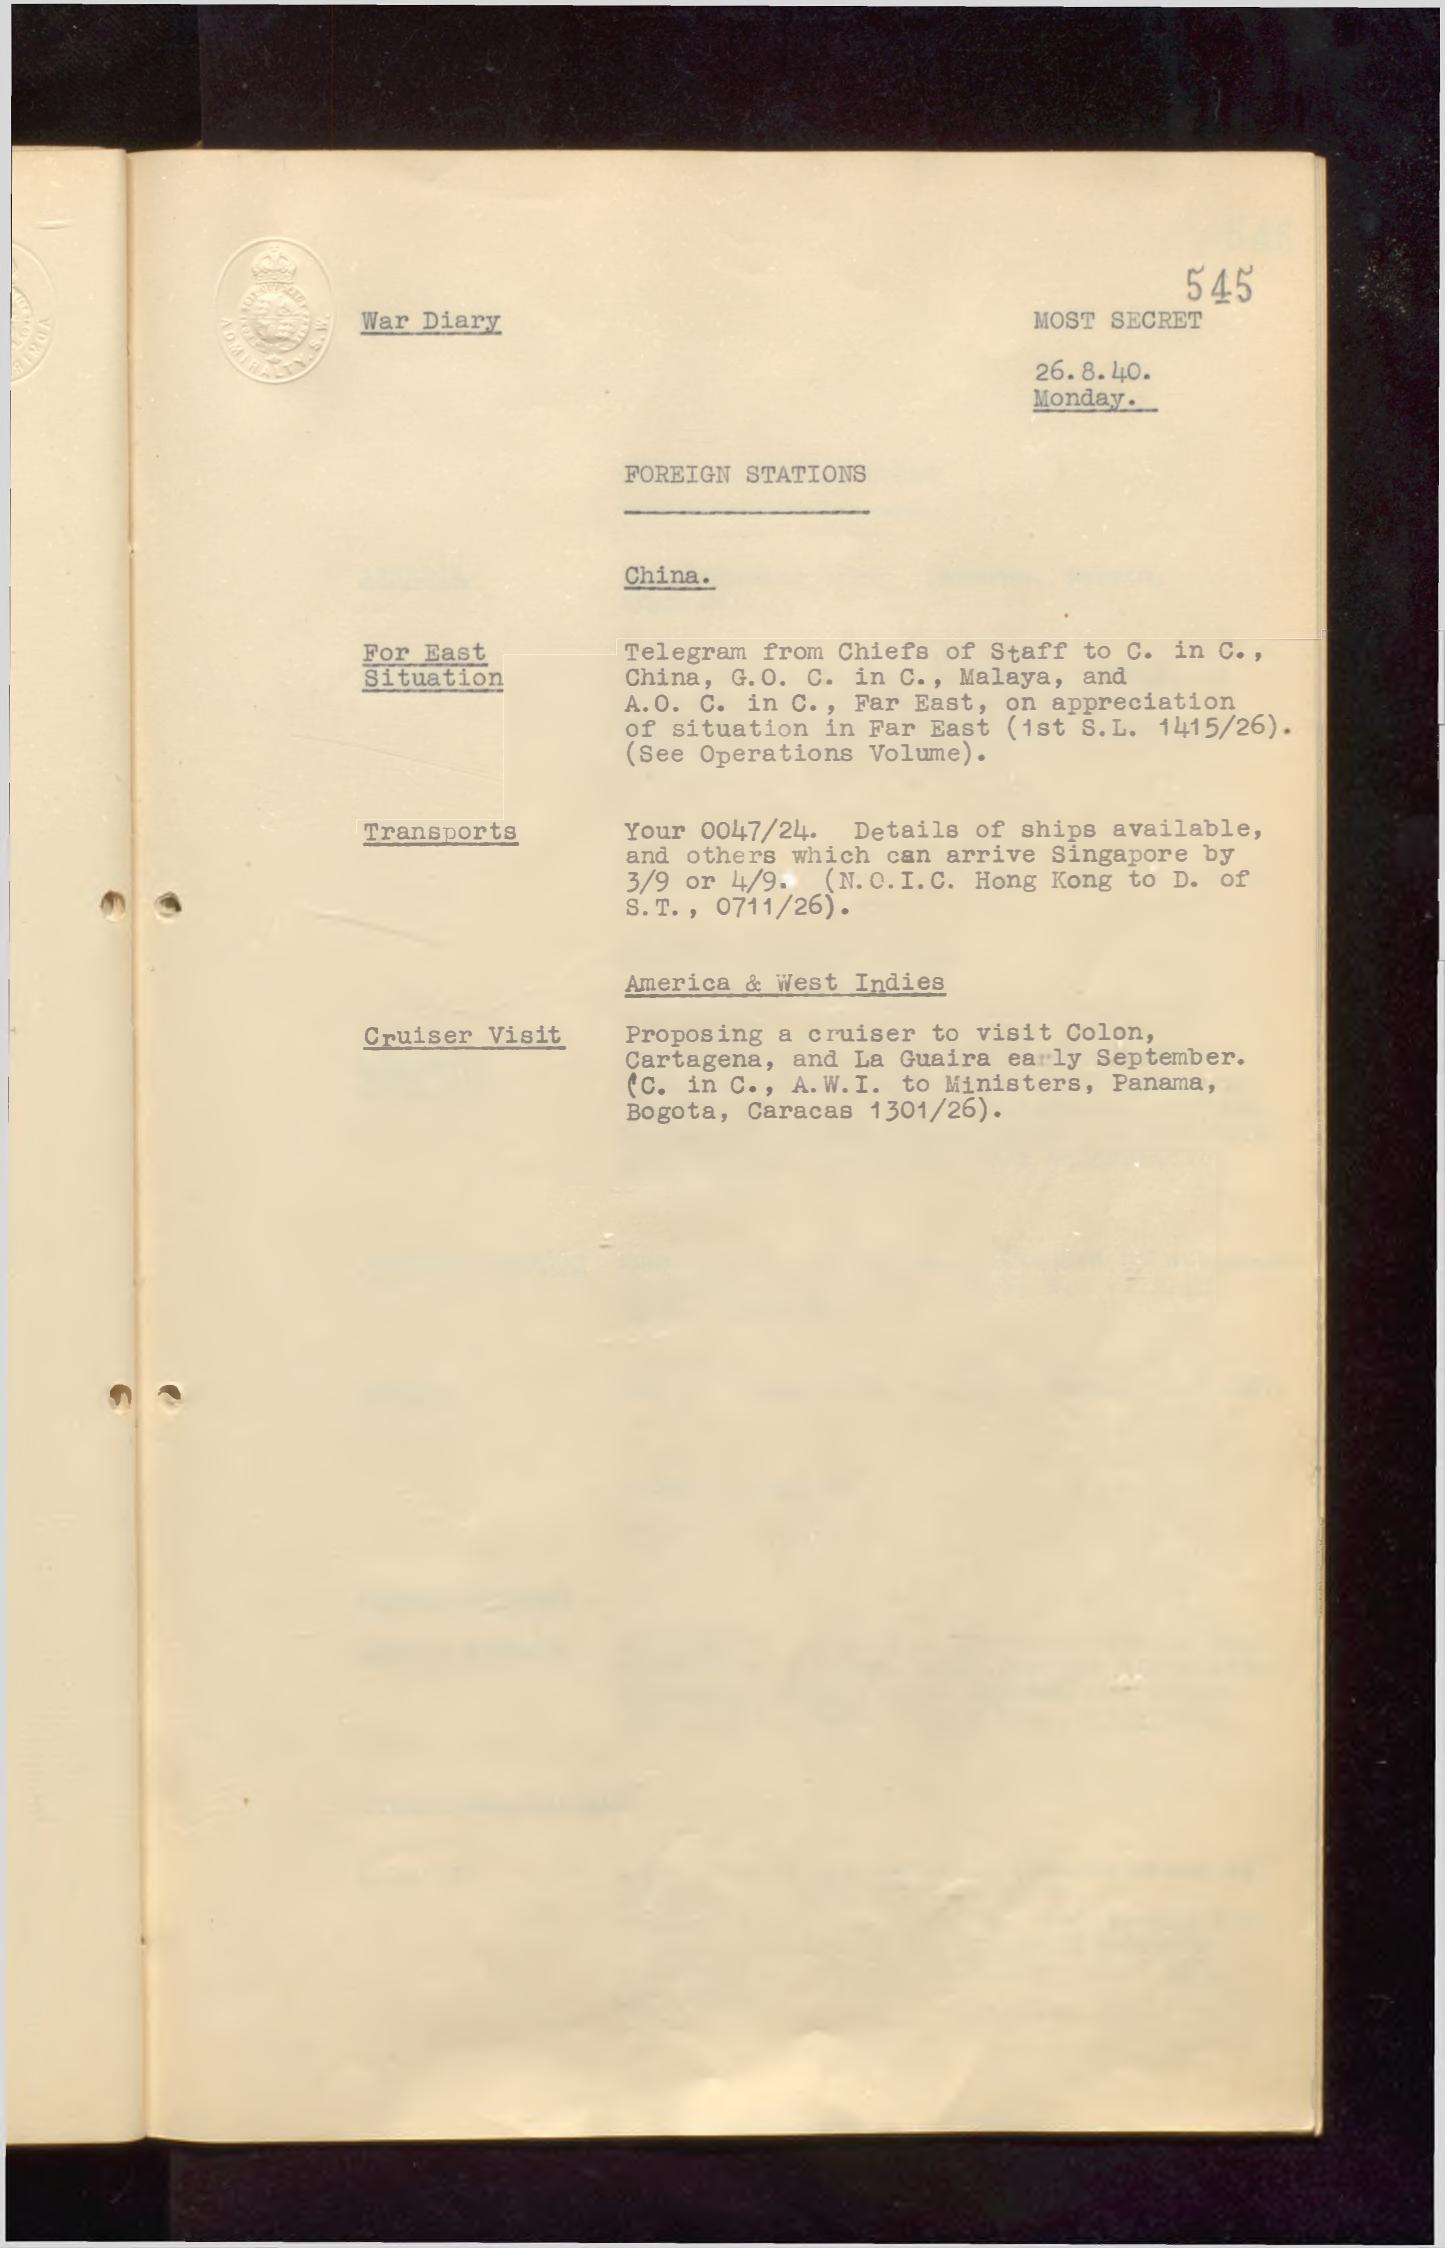 545
War Diary
MOST SECRET
26.8.40.
Monday.
FOREIGN STATIONS
China.
For East
Situation
Telegram from Chiefs of Staff to C. in C.,
China, G.O. C. in C., Malaya, and
A.O. C. in C., Far East, on appreciation
of situation in Far East (1st S.L. 1415/26).
(See Operations Volume).
Transports
Your 0047/24. Details of ships available,
and others which can arrive Singapore by
3/9 or 4/9. (N.O.I.C. Hong Kong to D. of
S.T., 0711/26).
America & West Indies
Cruiser Visit
Proposing a cruiser to visit Colon,
Cartagena, and La Guaira early September.
(C. in C., A.W.I. to Ministers, Panama,
Bogota, Caracas 1301/26).
ADMIRALTY. S.W.